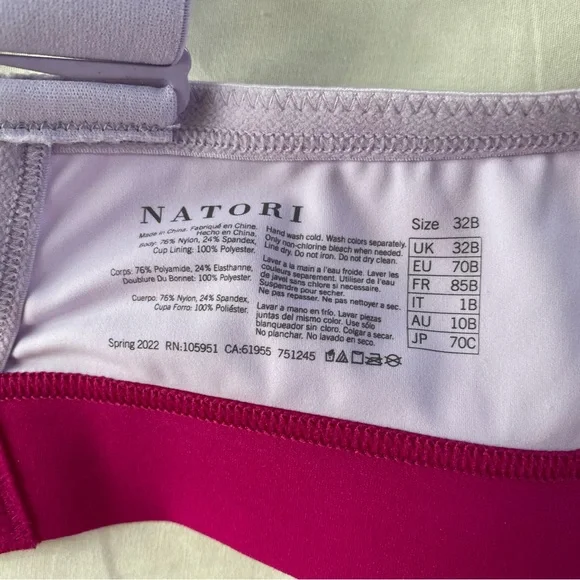 NATORI
Made in China. Fabriqué en Chine.
Hecho en China.
Body: 76% Nylon, 24% Spandex,
Cup Lining: 100% Polyester.
Corps: 76% Polyamide, 24% Elasthanne,
Doublure Du Bonnet: 100% Polyester.
Cuerpo: 76% Nylon, 24% Spandex,
Cupa Forro: 100% Poliéster.
Hand wash cold. Wash colors separately.
Only non-chlorine bleach when needed.
Line dry. Do not iron. Do not dry clean.
Laver à la main a l'eau froide. Laver les
couleurs separement. Utiliser de l'eau
de javel sans chlore si necessaire.
Suspendre pour secher.
Ne pas repasser. Ne pas nettoyer a sec.
Lavar a mano en frío. Lavar piezas
juntas del mismo color. Use sólo
blanqueador sin cloro. Secar en linea.
No planchar. No lavado en seco.
Spring 2022 RN:105951 CA:61955 751245
Size 32B
UK 32B
EU 70B
FR 85B
IT 1B
AU 10B
JP 70C